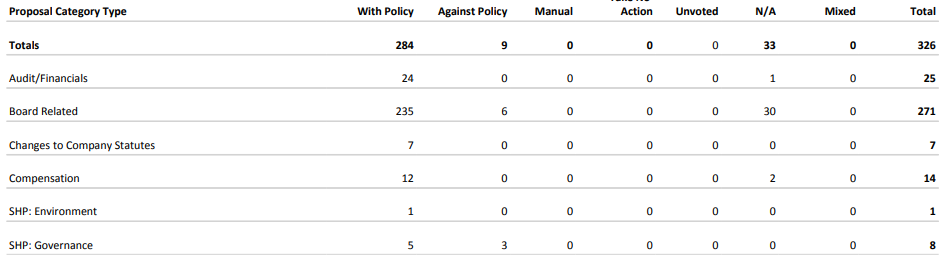 Proposal Category Type With Policy Against Policy Manual Action Unvoted N/A Mixed Total
Totals 284 9 0 0 0 33 0 326
Audit/Financials 24 0 0 0 0 1 0 25
Board Related 235 6 0 0 0 30 0 271
Changes to Company Statutes 7 0 0 0 0 0 0 7
Compensation 12 0 0 0 0 2 0 14
SHP: Environment 1 0 0 0 0 0 0 1
SHP: Governance 5 3 0 0 0 0 0 8